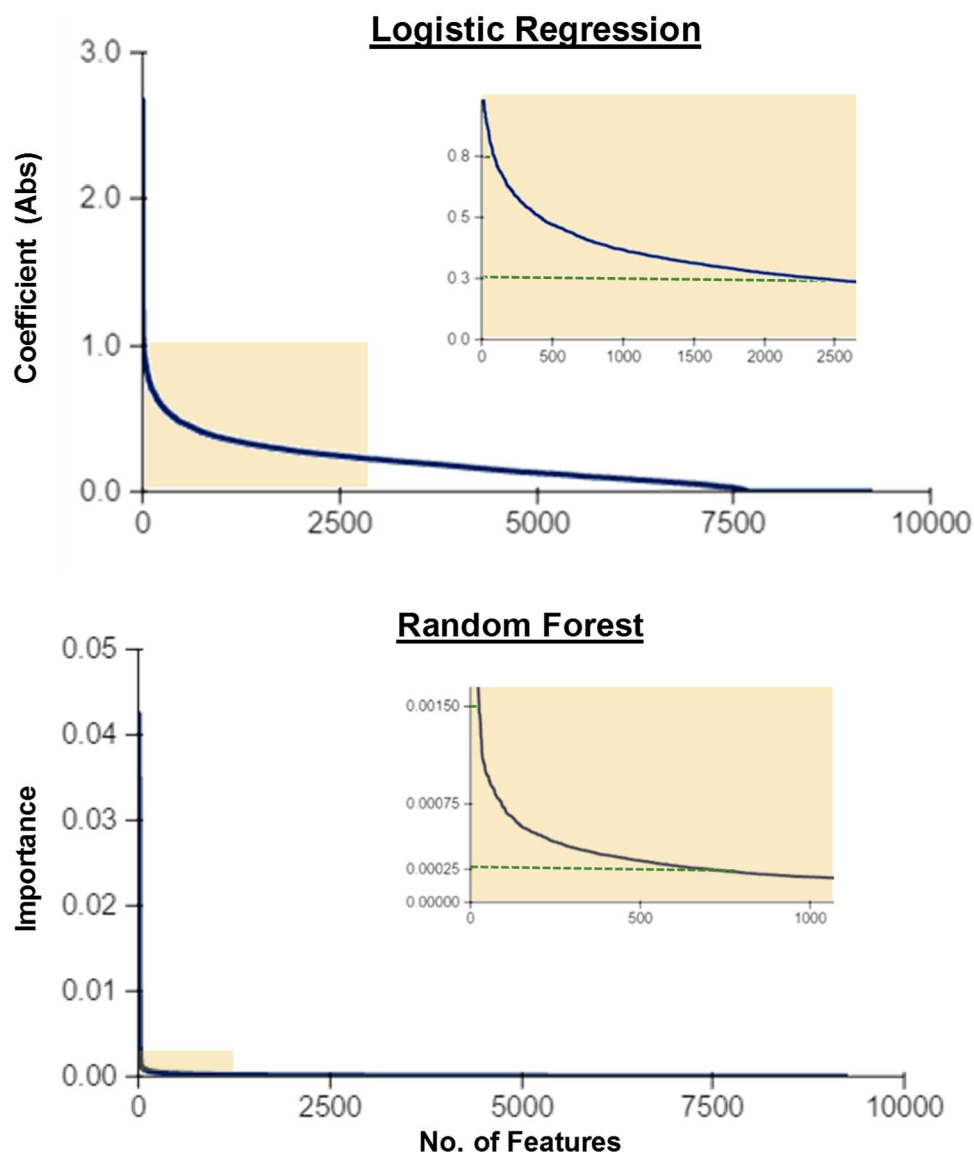 Logistic Regression
3.0
2.0
1.0
0.0
Coefficient (Abs)
0 2500 5000 7500 10000
0.8
0.5
0.3
0.0
0 500 1000 1500 2000 2500
Random Forest
0.05
0.04
0.03
0.02
0.01
0.00
Importance
0 2500 5000 7500 10000
No. of Features
0.00150
0.00075
0.00025
0.00000
0 500 1000